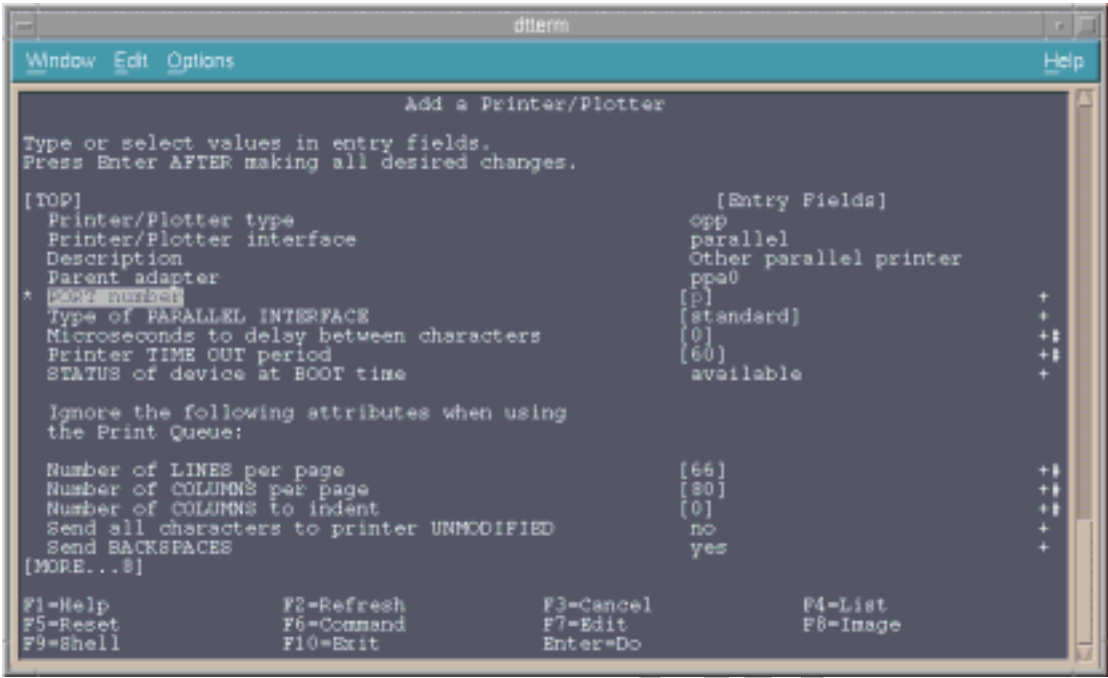 dtterm
Window Edit Options Help
Add a Printer/Plotter
Type or select values in entry fields.
Press Enter AFTER making all desired changes.
[TOP] [Entry Fields]
Printer/Plotter type opp
Printer/Plotter interface parallel
Description Other parallel printer
Parent adapter ppa0
* PORT number [p] +
Type of PARALLEL INTERFACE [standard] +
Microseconds to delay between characters [0] +#
Printer TIME OUT period [60] +#
STATUS of device at BOOT time available +
Ignore the following attributes when using
the Print Queue:
Number of LINES per page [66] +#
Number of COLUMNS per page [80] +#
Number of COLUMNS to indent [0] +#
Send all characters to printer UNMODIFIED no +
Send BACKSPACES yes +
[MORE...8]
F1=Help F2=Refresh F3=Cancel F4=List
F5=Reset F6=Command F7=Edit F8=Image
F9=Shell F10=Exit Enter=Do